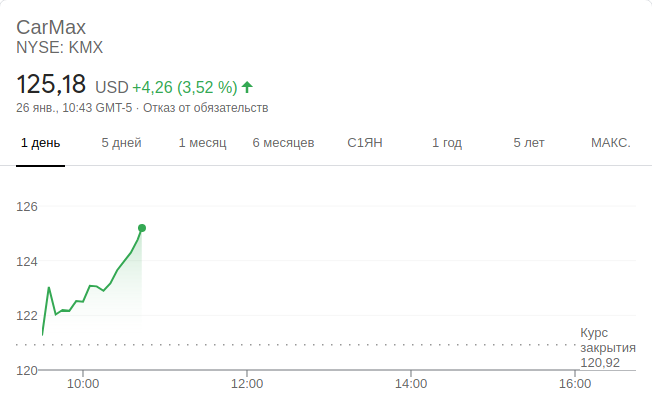 CarMax
NYSE: KMX
125,18 USD +4,26 (3,52 %)
26 янв., 10:43 GMT-5 · Отказ от обязательств
1 день 5 дней 1 месяц 6 месяцев С1ЯН 1 год 5 лет МАКС.
126
124
122
Курс
закрытия
120,92
120
10:00 12:00 14:00 16:00